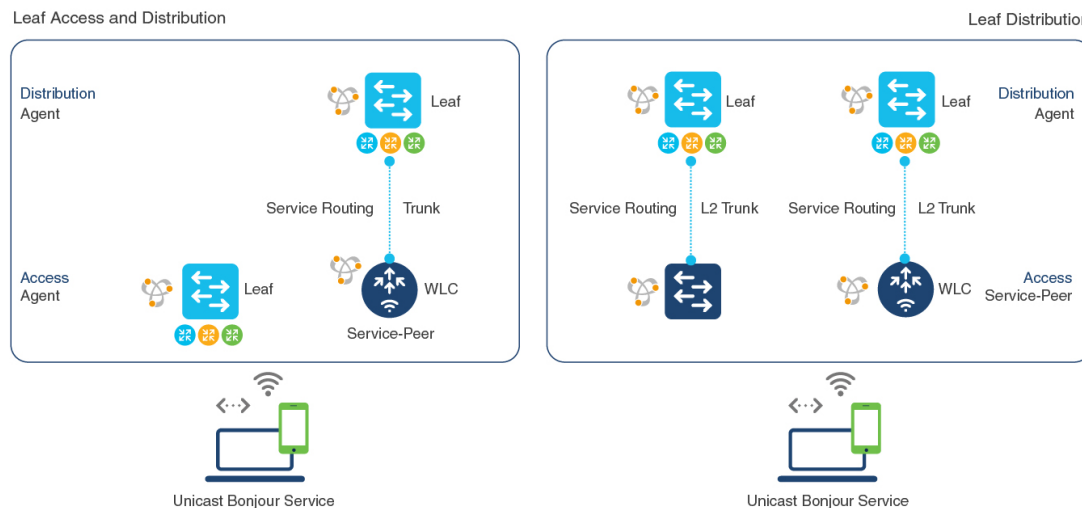 Leaf Access and Distribution
Distribution
Agent
Leaf
Service Routing
Trunk
Access
Agent
Leaf
WLC
Service-Peer
Unicast Bonjour Service
Leaf Distribution
Leaf
Leaf
Distribution
Agent
Service Routing
L2 Trunk
Service Routing
L2 Trunk
WLC
Access
Service-Peer
Unicast Bonjour Service